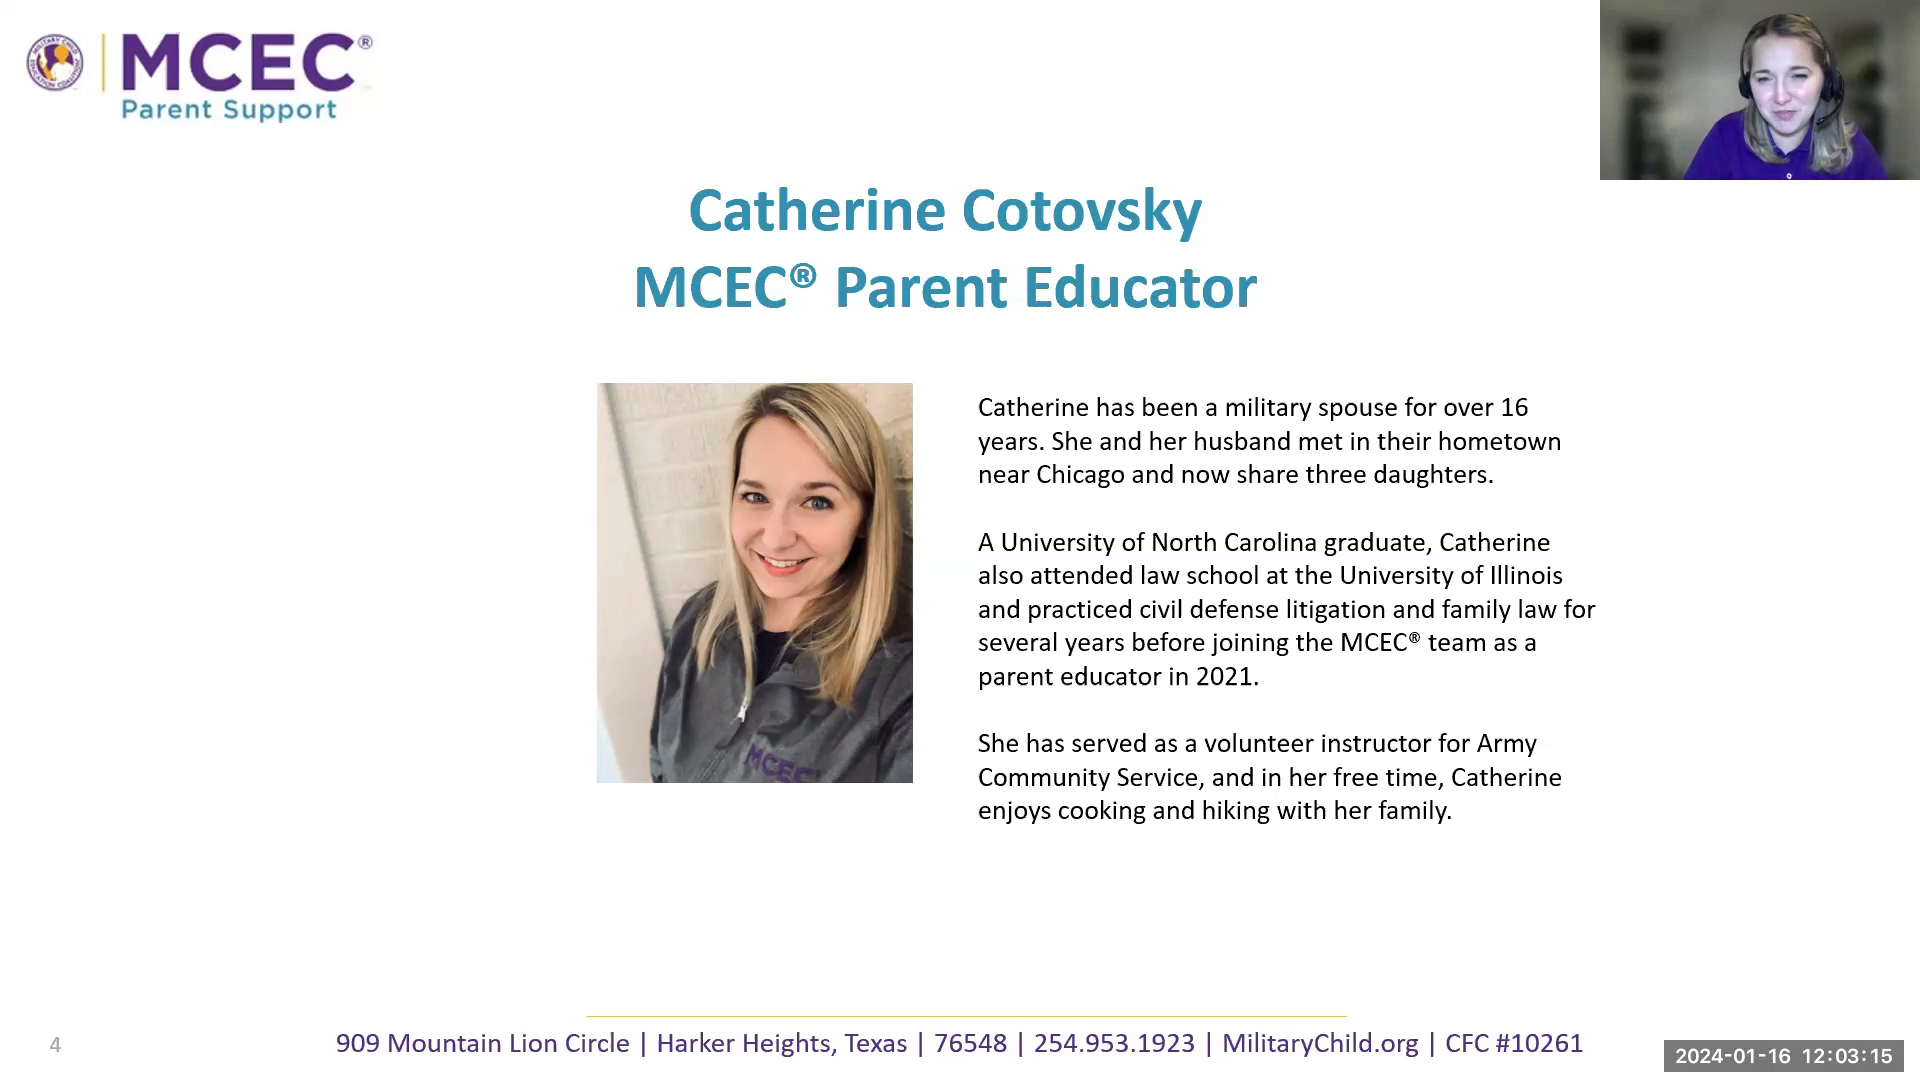 MILITARY CHILD
EDUCATION COALITION
MCEC®
Parent Support
Catherine Cotovsky
MCEC® Parent Educator
Catherine has been a military spouse for over 16
years. She and her husband met in their hometown
near Chicago and now share three daughters.
A University of North Carolina graduate, Catherine
also attended law school at the University of Illinois
and practiced civil defense litigation and family law for
several years before joining the MCEC® team as a
parent educator in 2021.
She has served as a volunteer instructor for Army
Community Service, and in her free time, Catherine
enjoys cooking and hiking with her family.
MCEC
4
909 Mountain Lion Circle | Harker Heights, Texas | 76548 | 254.953.1923 | MilitaryChild.org | CFC #10261
2024-01-16 12:03:15